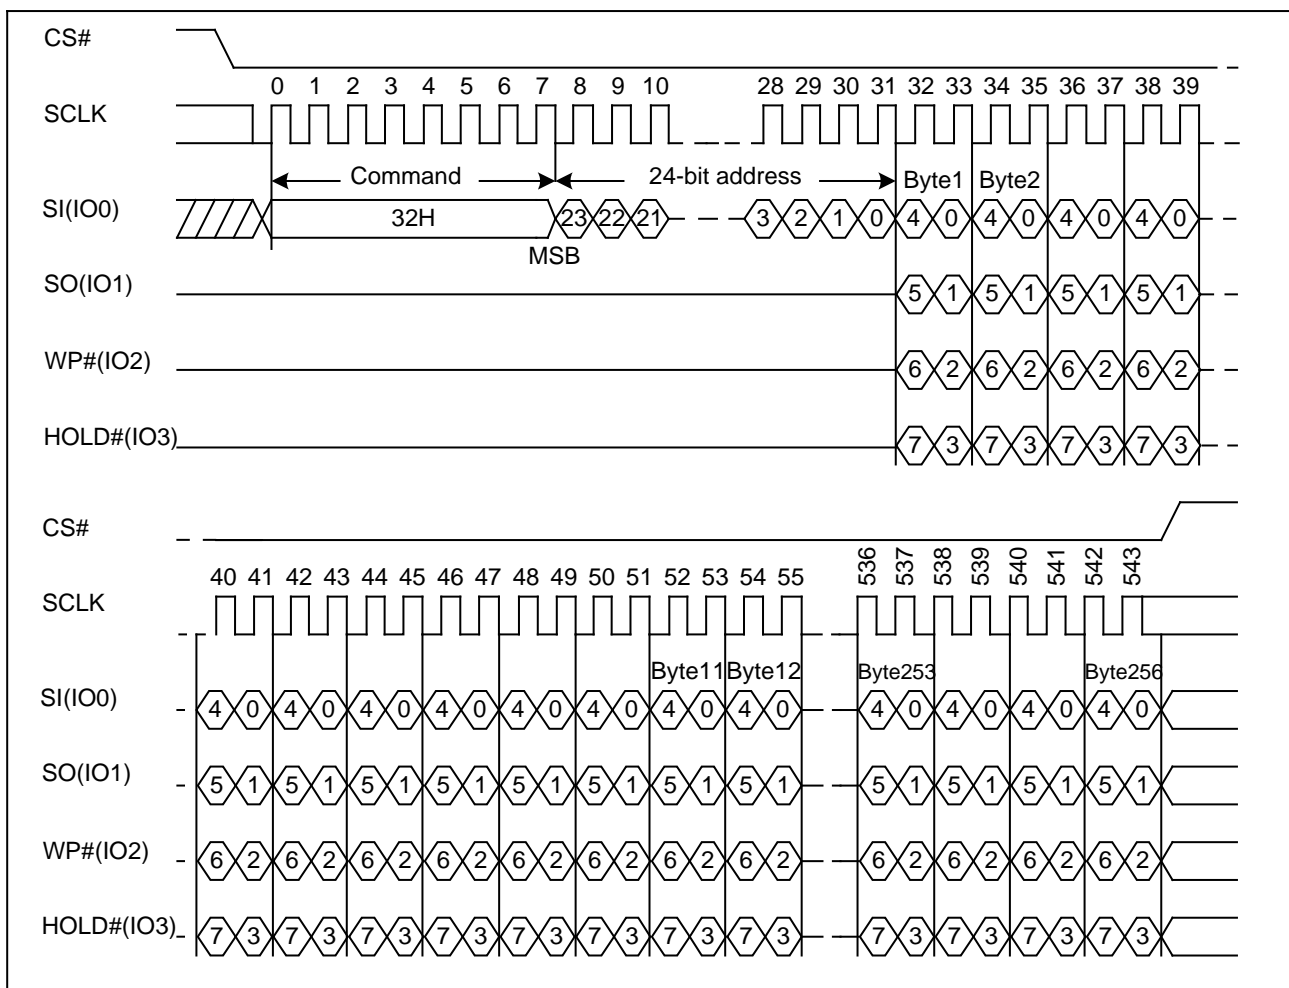 CS#
0 1 2 3 4 5 6 7 8 9 10 28 29 30 31 32 33 34 35 36 37 38 39
SCLK
Command 24-bit address Byte1 Byte2
SI(IO0) 32H 23 22 21 3 2 1 0 4 0 4 0 4 0 4 0
MSB
SO(IO1) 5 1 5 1 5 1 5 1
WP#(IO2) 6 2 6 2 6 2 6 2
HOLD#(IO3) 7 3 7 3 7 3 7 3
CS#
40 41 42 43 44 45 46 47 48 49 50 51 52 53 54 55 536 537 538 539 540 541 542 543
SCLK
Byte11 Byte12 Byte253 Byte256
SI(IO0) 4 0 4 0 4 0 4 0 4 0 4 0 4 0 4 0 4 0 4 0 4 0 4 0
SO(IO1) 5 1 5 1 5 1 5 1 5 1 5 1 5 1 5 1 5 1 5 1 5 1 5 1
WP#(IO2) 6 2 6 2 6 2 6 2 6 2 6 2 6 2 6 2 6 2 6 2 6 2 6 2
HOLD#(IO3) 7 3 7 3 7 3 7 3 7 3 7 3 7 3 7 3 7 3 7 3 7 3 7 3